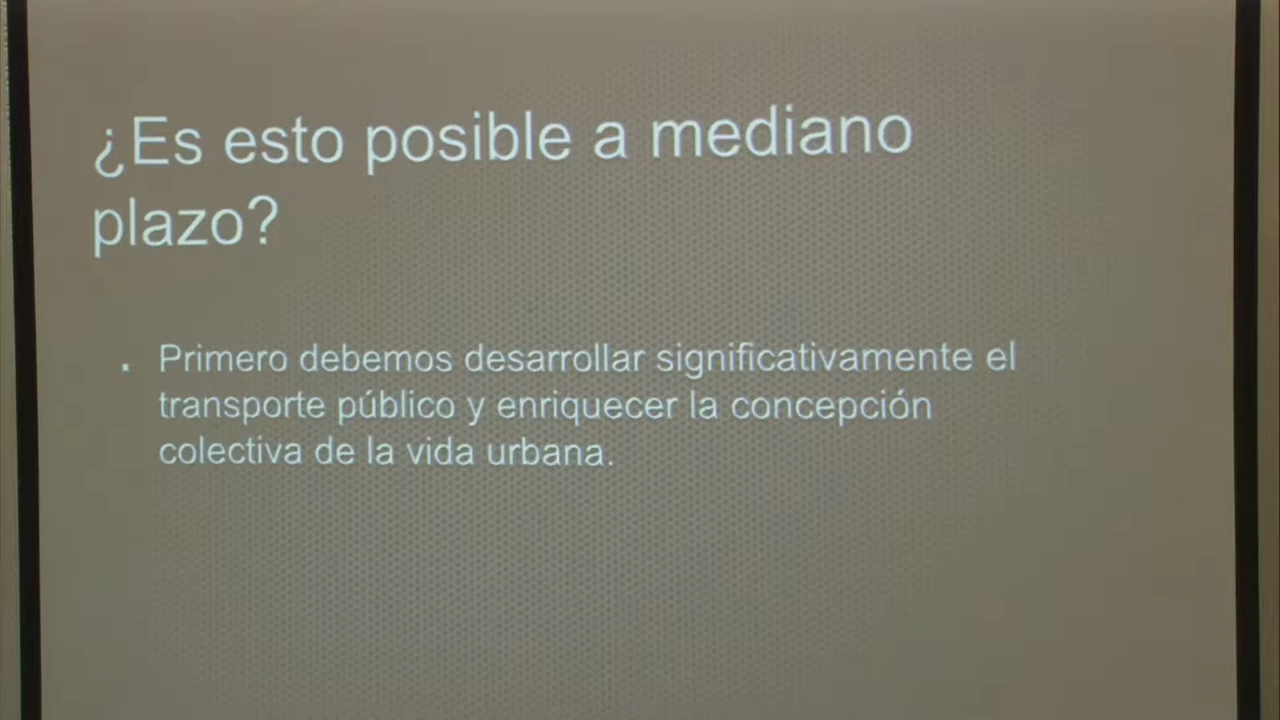 ¿Es esto posible a mediano
plazo?
. Primero debemos desarrollar significativamente el
transporte público y enriquecer la concepción
colectiva de la vida urbana.